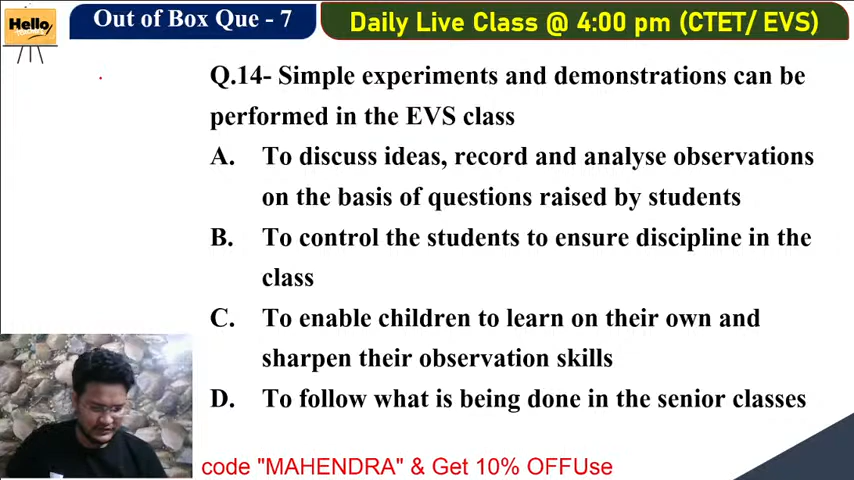 Hello
Out of Box Que - 7
Daily Live Class @ 4:00 pm (CTET/ EVS)
Q.14- Simple experiments and demonstrations can be
performed in the EVS class
A. To discuss ideas, record and analyse observations
on the basis of questions raised by students
B. To control the students to ensure discipline in the
class
C. To enable children to learn on their own and
sharpen their observation skills
D. To follow what is being done in the senior classes
code "MAHENDRA" & Get 10% OFFUse